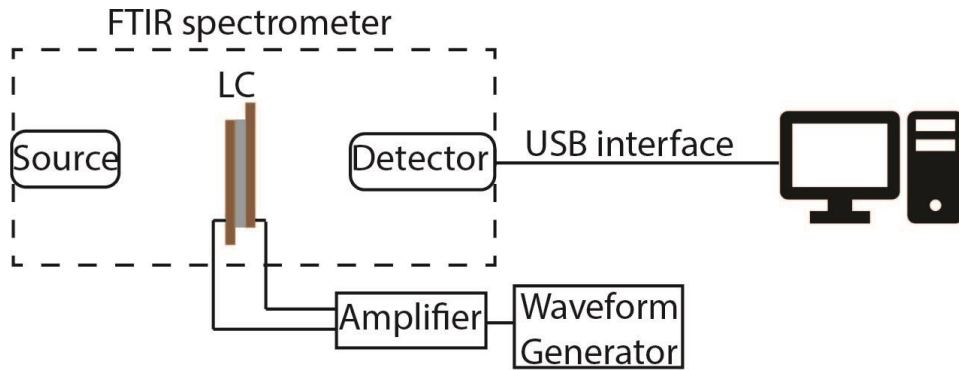 FTIR spectrometer
LC
Source
Detector
USB interface
Amplifier
Waveform
Generator